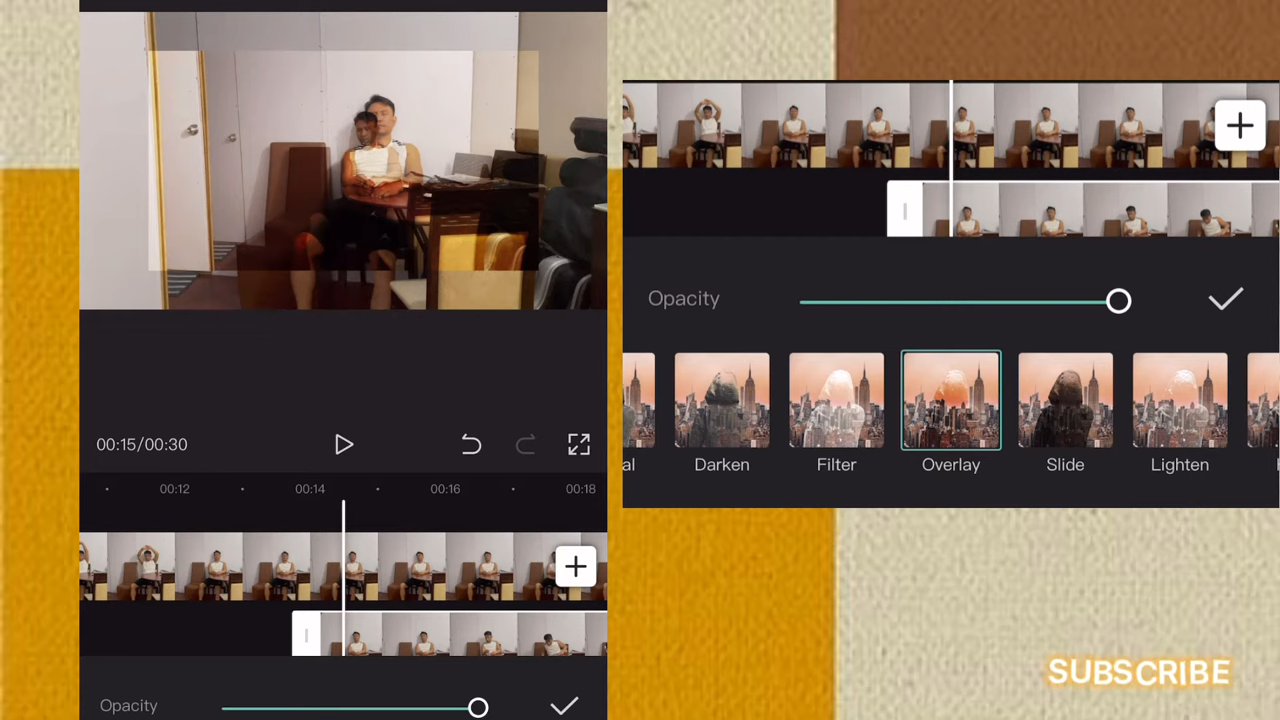 00:15/00:30
00:12
00:14
00:16
00:18
Opacity
Opacity
al
Darken
Filter
Overlay
Slide
Lighten
SUBSCRIBE